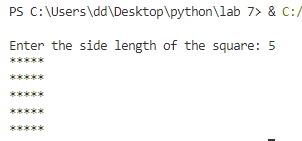 PS C:\Users\dd\Desktop\python\lab 7> & C:/
Enter the side length of the square: 5
*****
*****
*****
*****
*****